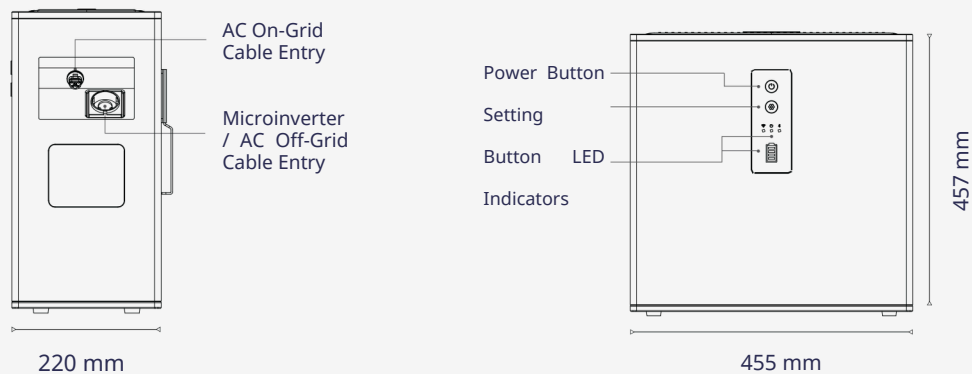 AC On-Grid
Cable Entry
Microinverter
/ AC Off-Grid
Cable Entry
220 mm
Power Button
Setting
Button LED
Indicators
457 mm
455 mm